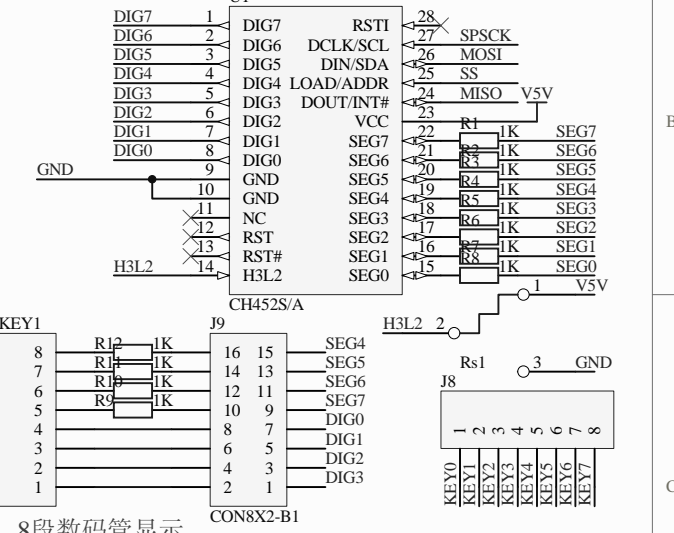 DIG7 1 DIG7 RSTI 28
DIG6 2 DIG6 DCLK/SCL 27 SPSCK
DIG5 3 DIG5 DIN/SDA 26 MOSI
DIG4 4 DIG4 LOAD/ADDR 25 SS
DIG3 5 DIG3 DOUT/INT# 24 MISO V5V
DIG2 6 DIG2 VCC 23
DIG1 7 DIG1 SEG7 22 R1 1K SEG7
DIG0 8 DIG0 SEG6 21 R2 1K SEG6
GND 9 GND SEG5 20 R3 1K SEG5
10 GND SEG4 19 R4 1K SEG4
11 NC SEG3 18 R5 1K SEG3
12 RST SEG2 17 R6 1K SEG2
13 RST# SEG1 16 R7 1K SEG1
H3L2 14 H3L2 SEG0 15 R8 1K SEG0
CH452S/A
1 V5V
H3L2 2
Rs1 3 GND
KEY1 J9
8 R12 1K 16 15 SEG4
7 R11 1K 14 13 SEG5
6 R10 1K 12 11 SEG6
5 R9 1K 10 9 SEG7
4 8 7 DIG0
3 6 5 DIG1
2 4 3 DIG2
1 2 1 DIG3
CON8X2-B1
J8
1 2 3 4 5 6 7 8
KEY0 KEY1 KEY2 KEY3 KEY4 KEY5 KEY6 KEY7
8段数码管显示
B
C